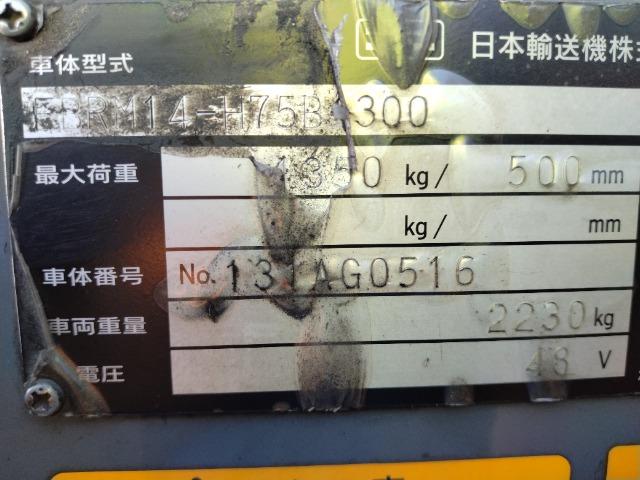 日本輸送機株
車体型式
FBRM14-H75B-300
最大荷重 1350 kg/ 500 mm
kg/ mm
車体番号 No. 131AG0516
車両重量 2230 kg
電圧 48 V